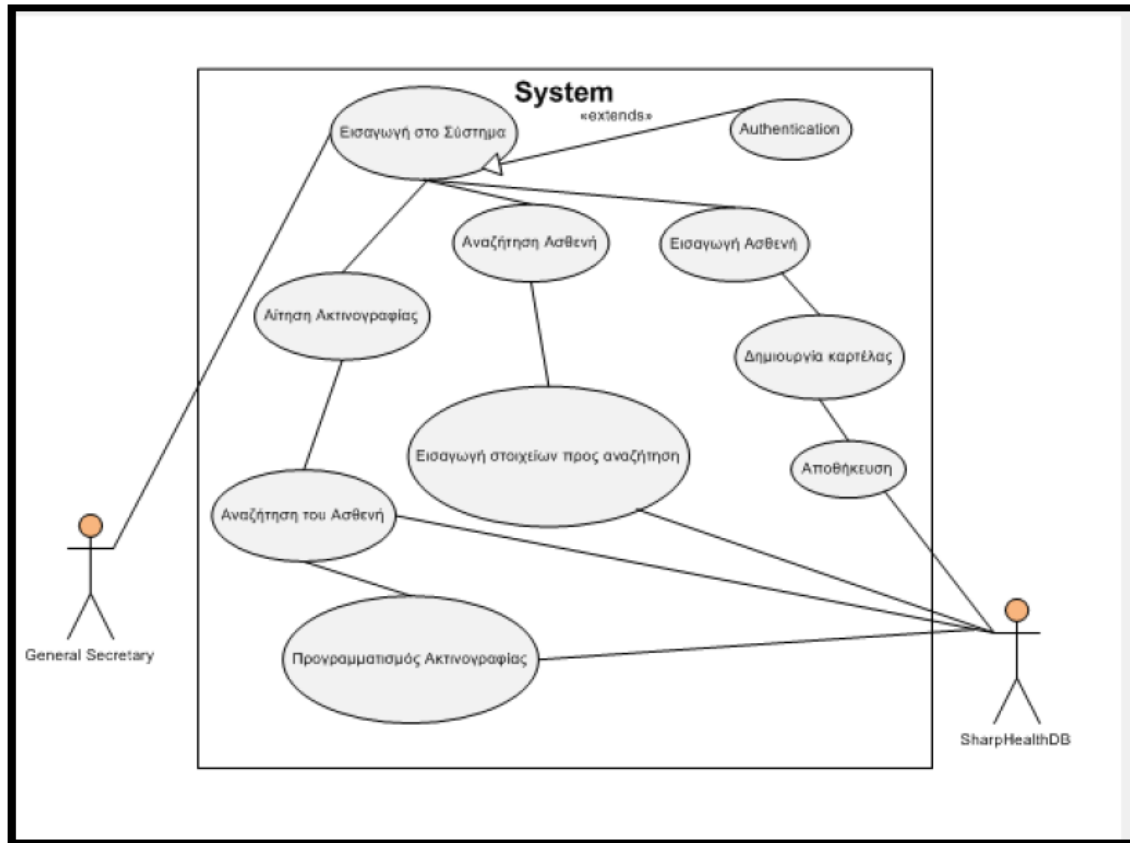 System
«extends»
Εισαγωγή στο Σύστημα
Authentication
Αναζήτηση Ασθενή
Εισαγωγή Ασθενή
Αίτηση Ακτινογραφίας
Δημιουργία καρτέλας
Εισαγωγή στοιχείων προς αναζήτηση
Αποθήκευση
Αναζήτηση του Ασθενή
General Secretary
Προγραμματισμός Ακτινογραφίας
SharpHealthDB